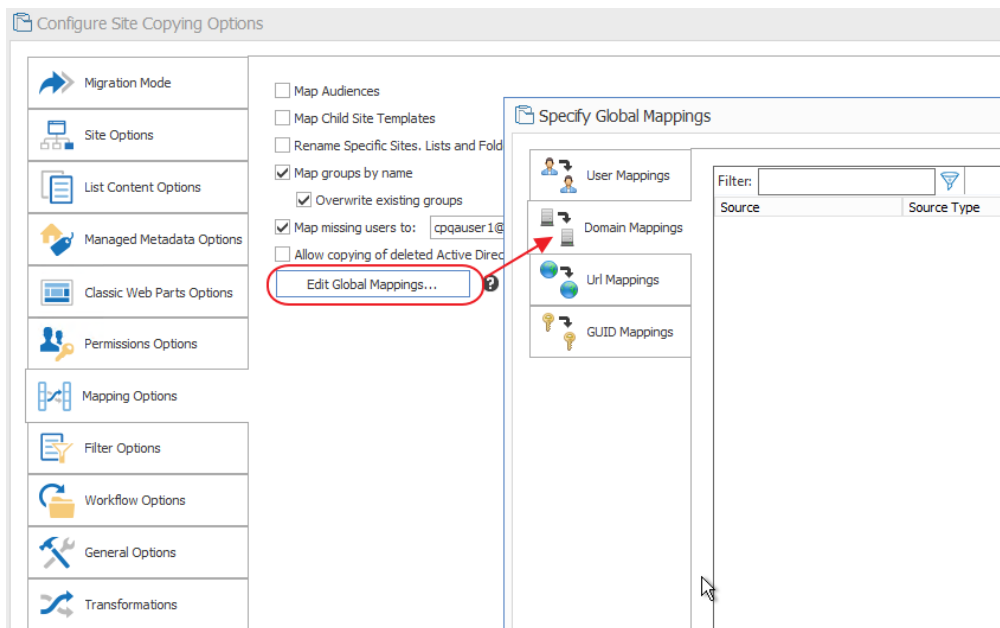 Configure Site Copying Options
Migration Mode
Site Options
List Content Options
Managed Metadata Options
Classic Web Parts Options
Permissions Options
Mapping Options
Filter Options
Workflow Options
General Options
Transformations
Map Audiences
Map Child Site Templates
Rename Specific Sites. Lists and Fold
Map groups by name
Overwrite existing groups
Map missing users to: cpqauser1@
Allow copying of deleted Active Direc
Edit Global Mappings...
?
Specify Global Mappings
User Mappings
Domain Mappings
Url Mappings
GUID Mappings
Filter:
Source Source Type